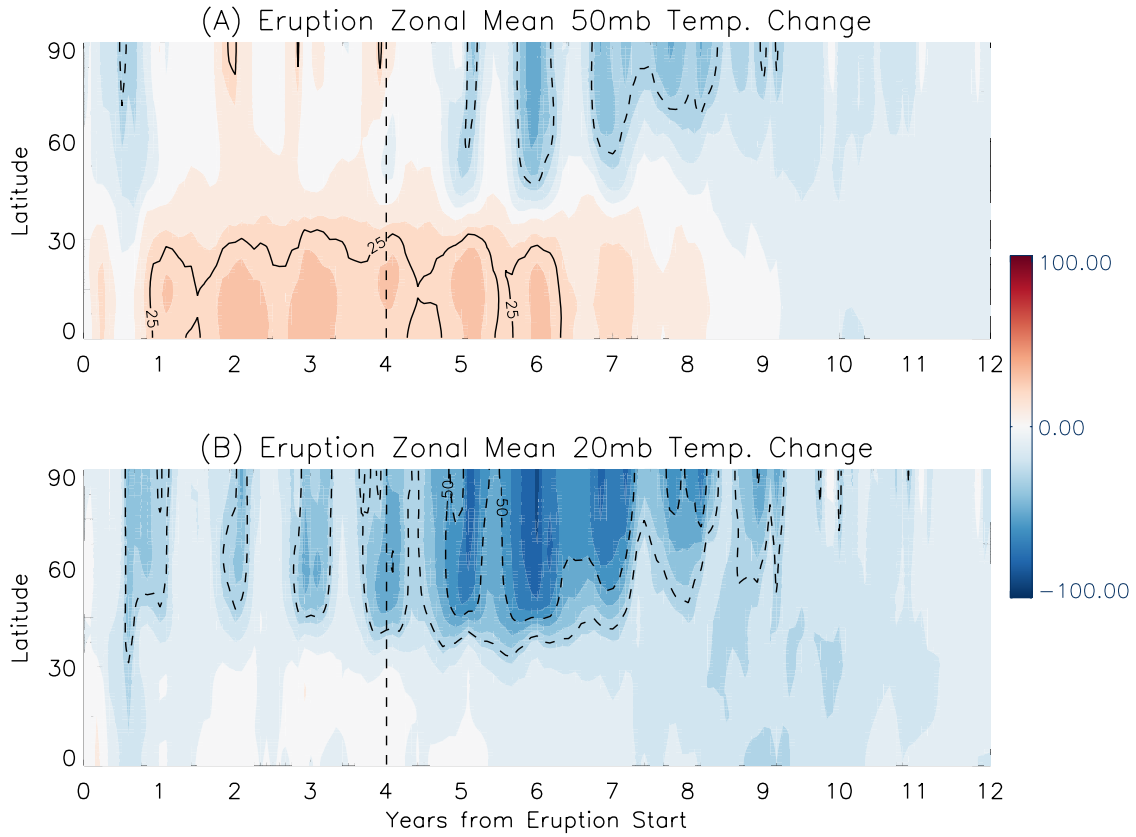 (A) Eruption Zonal Mean 50mb Temp. Change
90
60
30
0
Latitude
25
25
25
0 1 2 3 4 5 6 7 8 9 10 11 12
100.00
0.00
-100.00
(B) Eruption Zonal Mean 20mb Temp. Change
90
60
30
0
Latitude
-50
-50
0 1 2 3 4 5 6 7 8 9 10 11 12
Years from Eruption Start